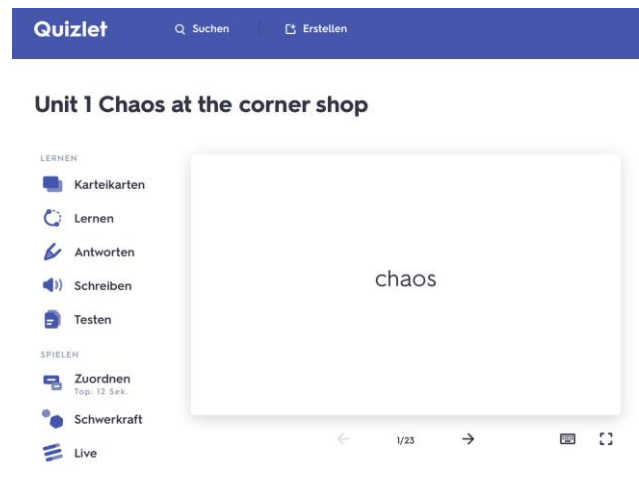 Quizlet
Suchen
Erstellen
Unit 1 Chaos at the corner shop
LERNEN
Karteikarten
Lernen
Antworten
Schreiben
Testen
SPIELEN
Zuordnen
Top: 12 Sek.
Schwerkraft
Live
chaos
1/23